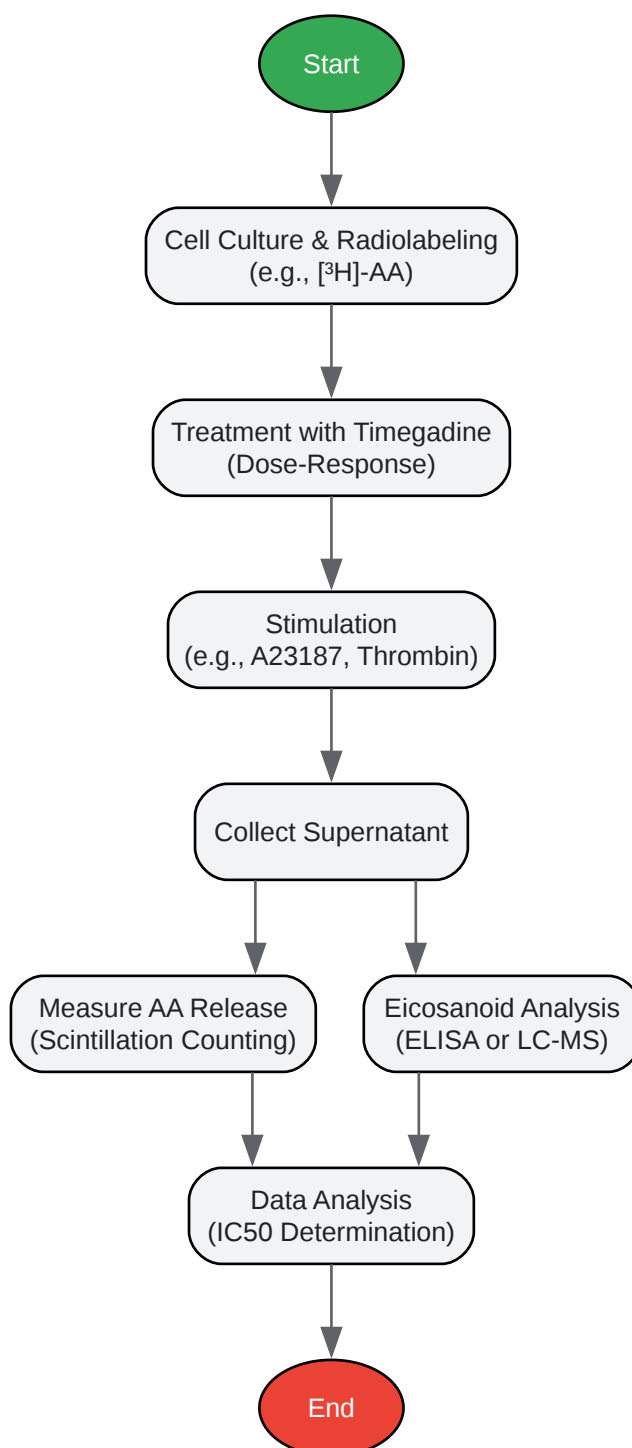 Start
Cell Culture & Radiolabeling
(e.g., [³H]-AA)
Treatment with Timegadine
(Dose-Response)
Stimulation
(e.g., A23187, Thrombin)
Collect Supernatant
Measure AA Release
(Scintillation Counting)
Eicosanoid Analysis
(ELISA or LC-MS)
Data Analysis
(IC50 Determination)
End